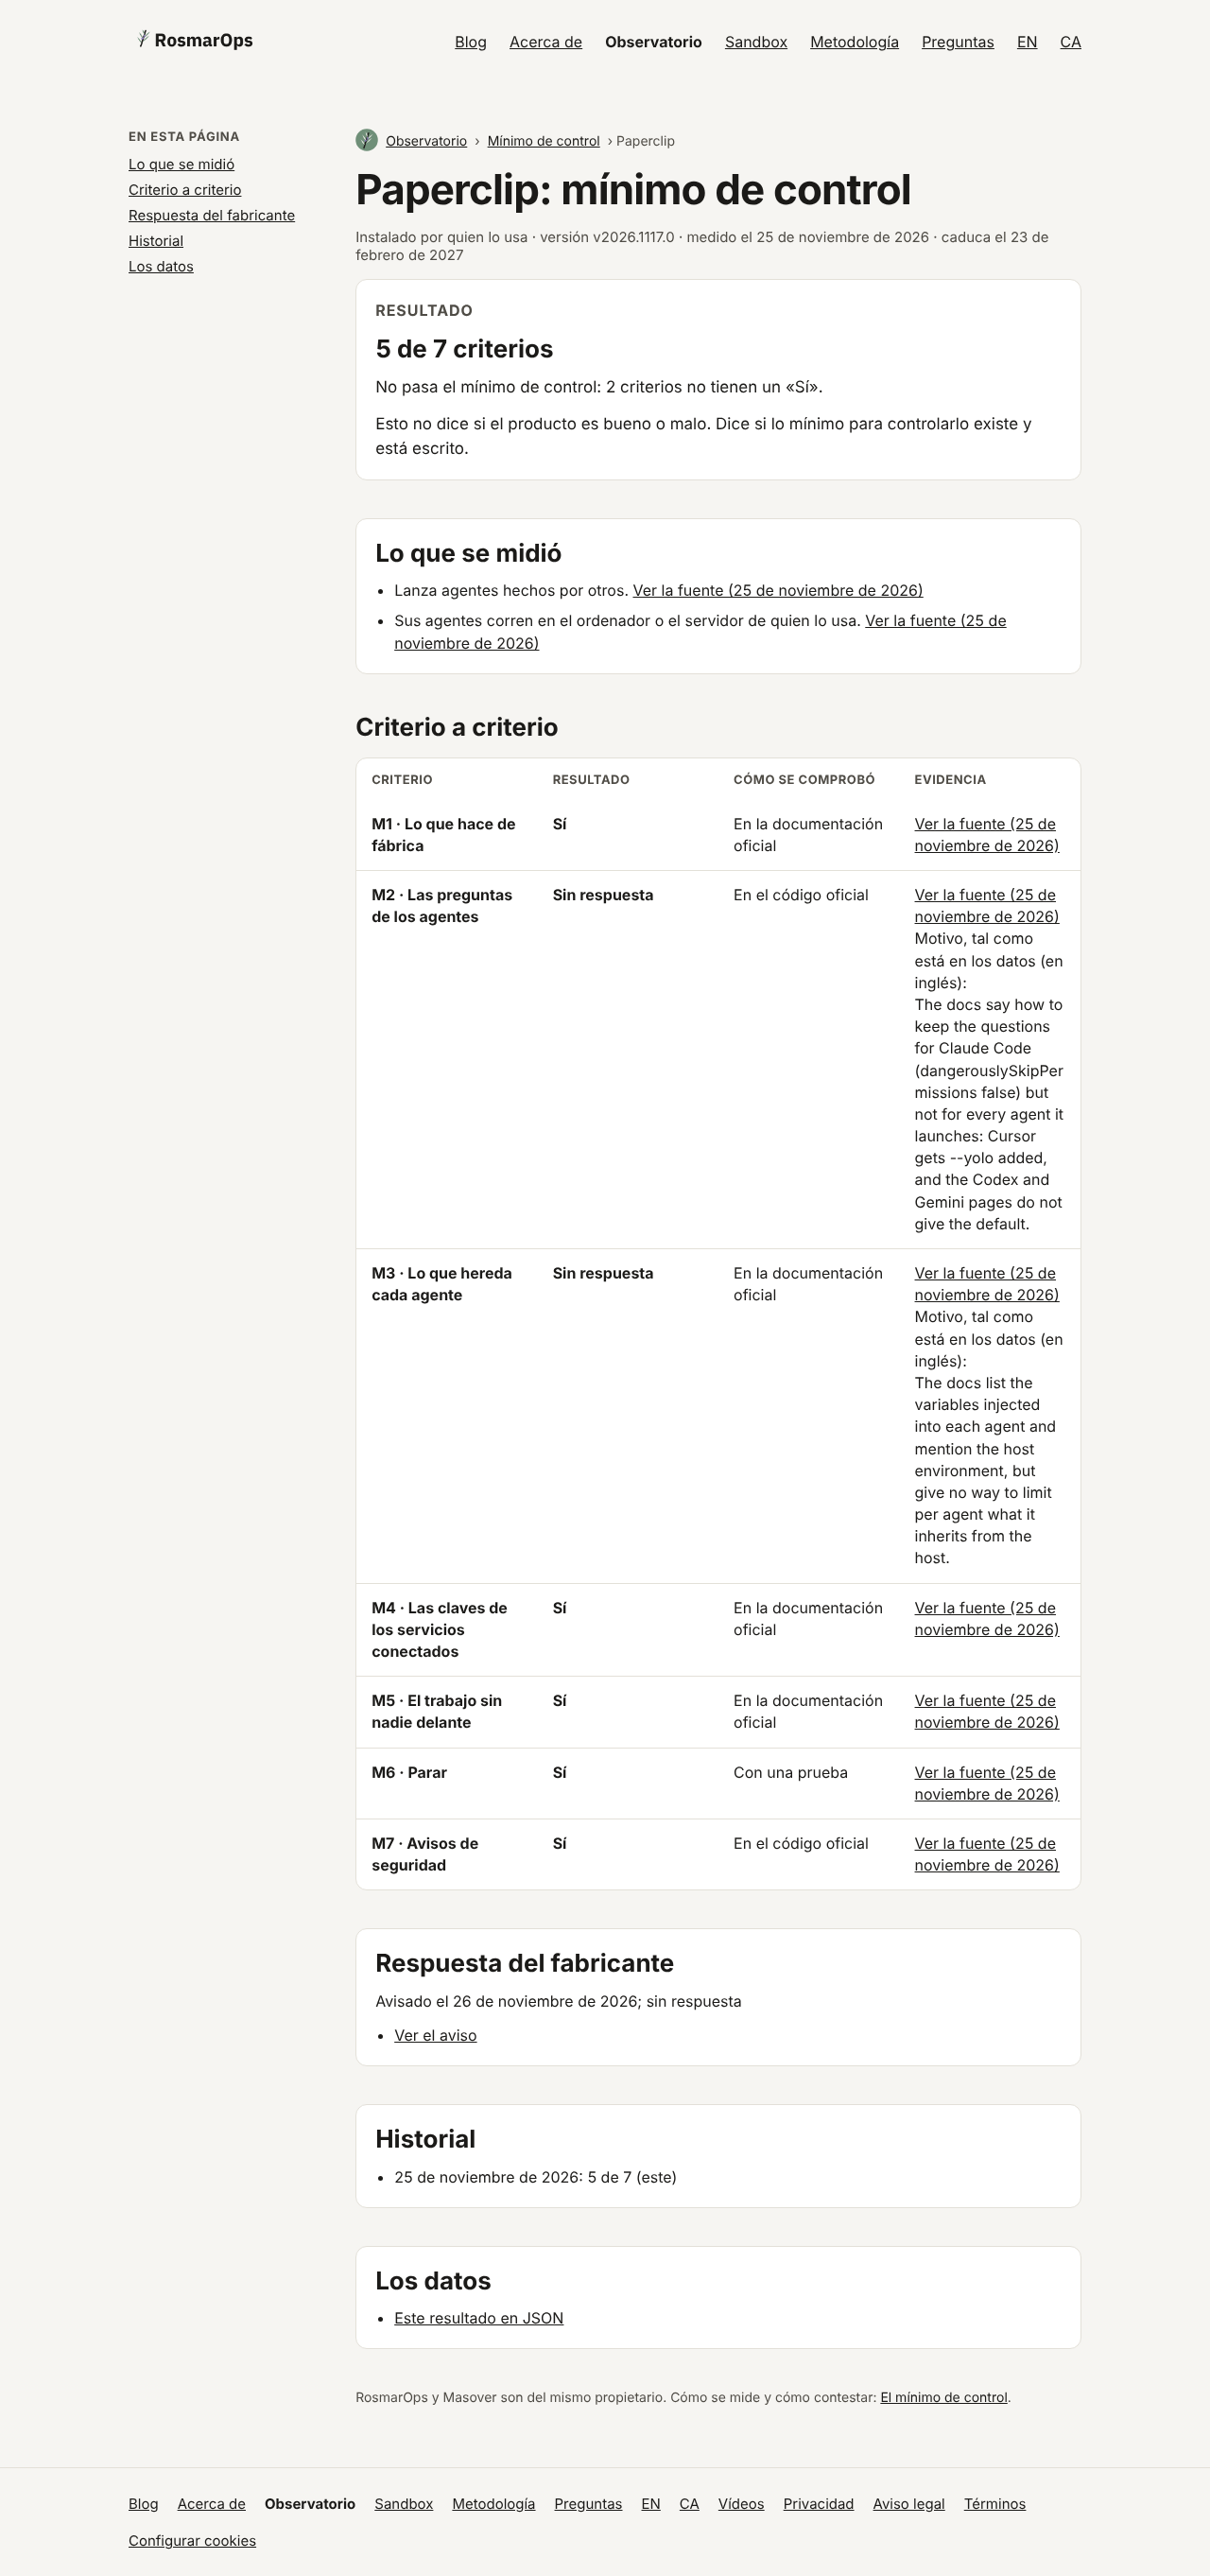 RosmarOps
Blog Acerca de Observatorio Sandbox Metodología Preguntas EN CA
EN ESTA PÁGINA
Lo que se midió
Criterio a criterio
Respuesta del fabricante
Historial
Los datos
Observatorio › Mínimo de control › Paperclip
Paperclip: mínimo de control
Instalado por quien lo usa · versión v2026.1117.0 · medido el 25 de noviembre de 2026 · caduca el 23 de
febrero de 2027
RESULTADO
5 de 7 criterios
No pasa el mínimo de control: 2 criterios no tienen un «Sí».
Esto no dice si el producto es bueno o malo. Dice si lo mínimo para controlarlo existe y
está escrito.
Lo que se midió
• Lanza agentes hechos por otros. Ver la fuente (25 de noviembre de 2026)
• Sus agentes corren en el ordenador o el servidor de quien lo usa. Ver la fuente (25 de
noviembre de 2026)
Criterio a criterio
CRITERIO RESULTADO CÓMO SE COMPROBÓ EVIDENCIA
M1 · Lo que hace de Sí En la documentación Ver la fuente (25 de
fábrica oficial noviembre de 2026)
M2 · Las preguntas Sin respuesta En el código oficial Ver la fuente (25 de
de los agentes noviembre de 2026)
Motivo, tal como
está en los datos (en
inglés):
The docs say how to
keep the questions
for Claude Code
(dangerouslySkipPer
missions false) but
not for every agent it
launches: Cursor
gets --yolo added,
and the Codex and
Gemini pages do not
give the default.
M3 · Lo que hereda Sin respuesta En la documentación Ver la fuente (25 de
cada agente oficial noviembre de 2026)
Motivo, tal como
está en los datos (en
inglés):
The docs list the
variables injected
into each agent and
mention the host
environment, but
give no way to limit
per agent what it
inherits from the
host.
M4 · Las claves de Sí En la documentación Ver la fuente (25 de
los servicios oficial noviembre de 2026)
conectados
M5 · El trabajo sin Sí En la documentación Ver la fuente (25 de
nadie delante oficial noviembre de 2026)
M6 · Parar Sí Con una prueba Ver la fuente (25 de
noviembre de 2026)
M7 · Avisos de Sí En el código oficial Ver la fuente (25 de
seguridad noviembre de 2026)
Respuesta del fabricante
Avisado el 26 de noviembre de 2026; sin respuesta
• Ver el aviso
Historial
• 25 de noviembre de 2026: 5 de 7 (este)
Los datos
• Este resultado en JSON
RosmarOps y Masover son del mismo propietario. Cómo se mide y cómo contestar: El mínimo de control.
Blog Acerca de Observatorio Sandbox Metodología Preguntas EN CA Vídeos Privacidad Aviso legal Términos
Configurar cookies